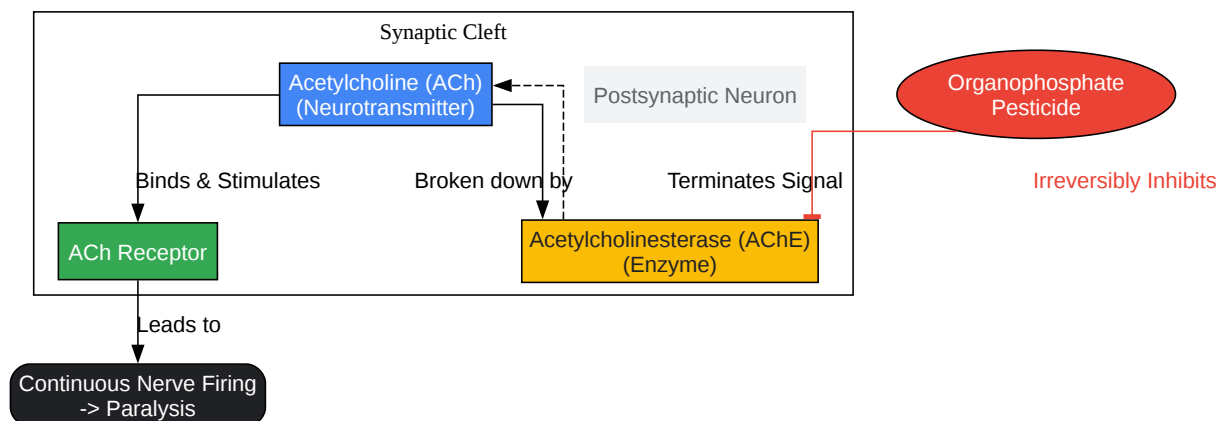 Synaptic Cleft
Acetylcholine (ACh)
(Neurotransmitter)
Postsynaptic Neuron
Organophosphate
Pesticide
Binds & Stimulates
Broken down by
Terminates Signal
Irreversibly Inhibits
ACh Receptor
Acetylcholinesterase (AChE)
(Enzyme)
Leads to
Continuous Nerve Firing
-> Paralysis